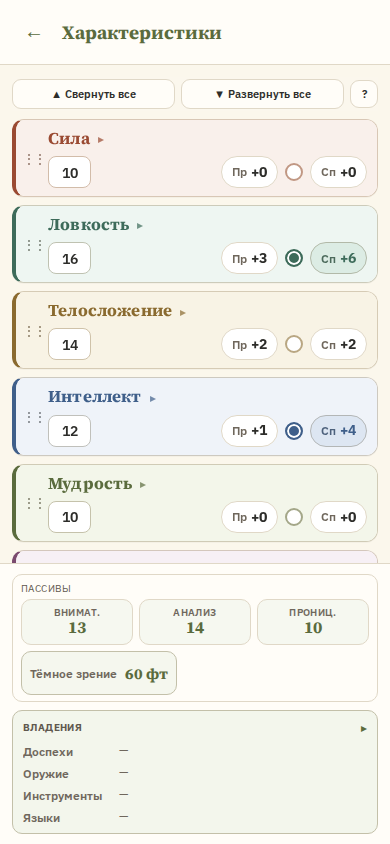 ← Характеристики
▲ Свернуть все ▼ Развернуть все ?
Сила ▸
10 Пр +0 Сп +0
Ловкость ▸
16 Пр +3 Сп +6
Телосложение ▸
14 Пр +2 Сп +2
Интеллект ▸
12 Пр +1 Сп +4
Мудрость ▸
10 Пр +0 Сп +0
ПАССИВЫ
ВНИМАТ. АНАЛИЗ ПРОНИЦ.
13 14 10
Тёмное зрение 60 фт
ВЛАДЕНИЯ ▸
Доспехи —
Оружие —
Инструменты —
Языки —